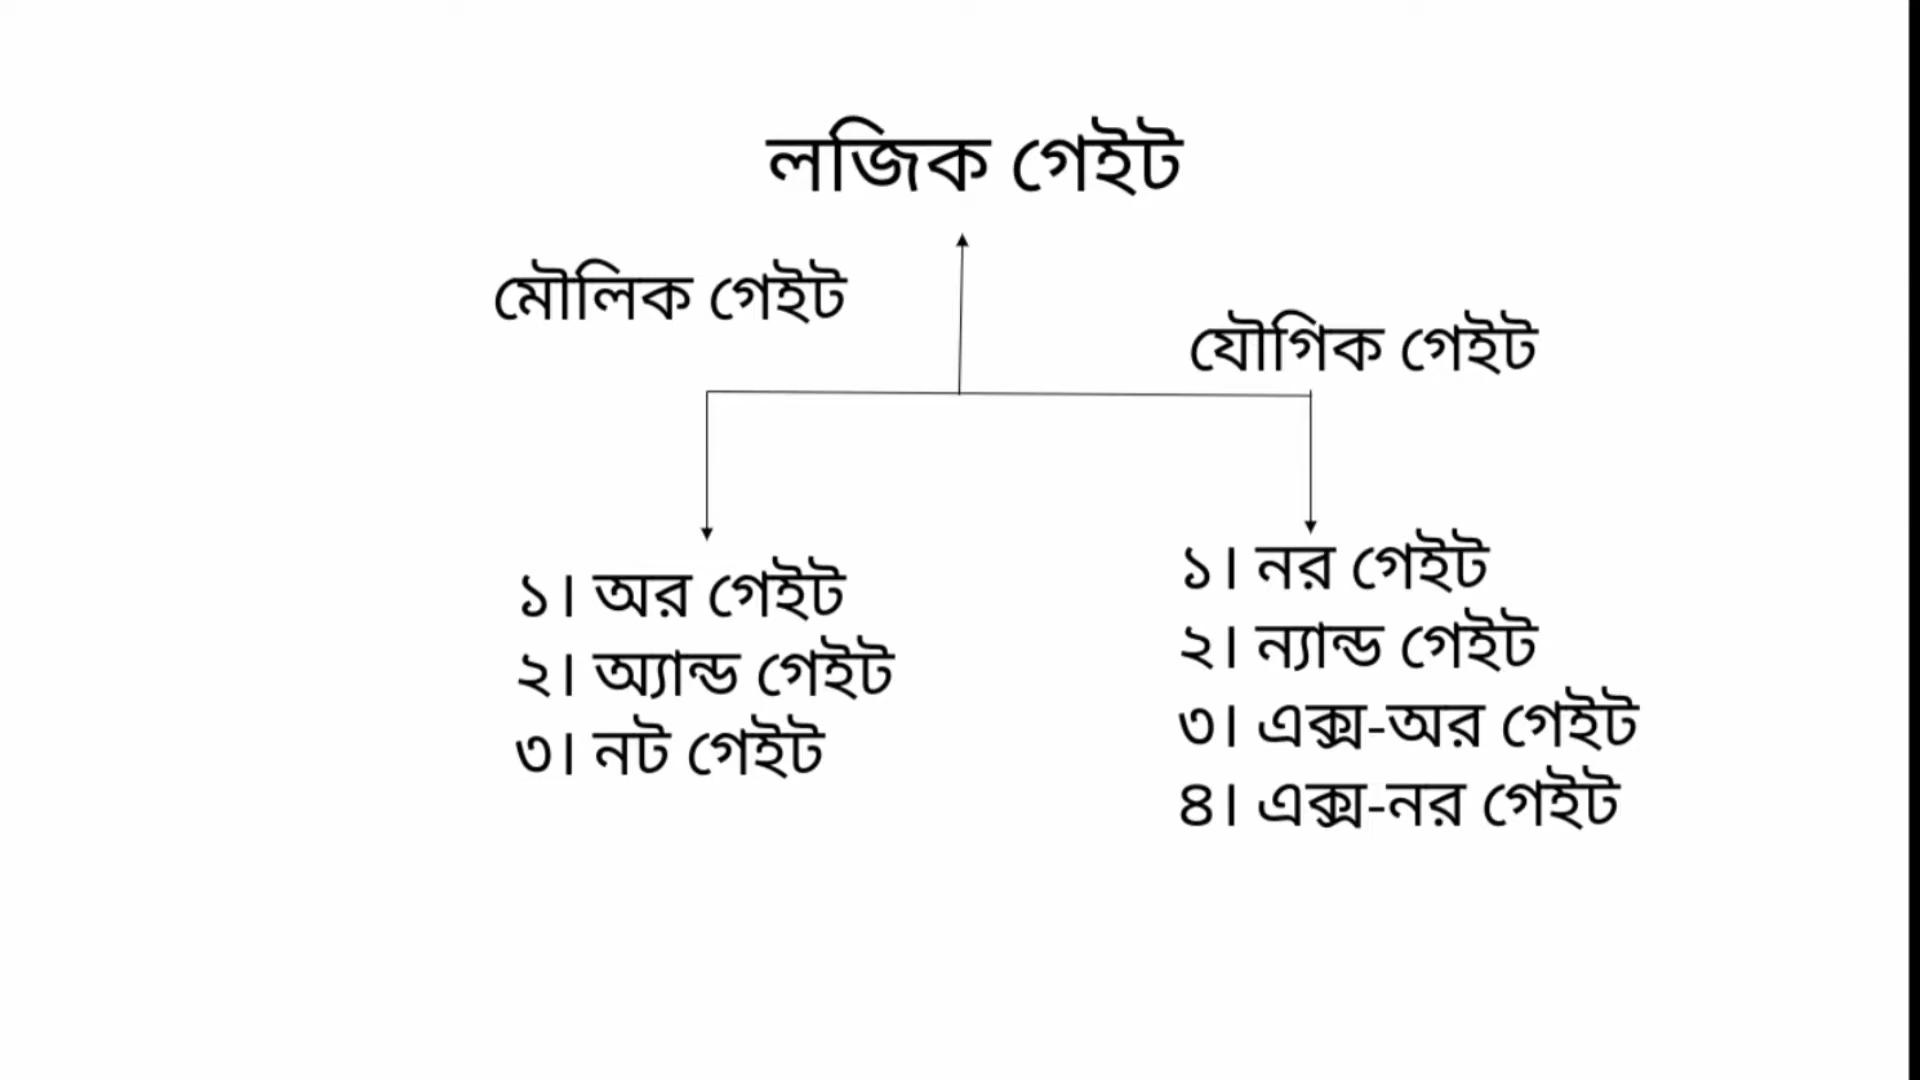 লজিক গেইট
মৌলিক গেইট
যৌগিক গেইট
১। অর গেইট
২। অ্যান্ড গেইট
৩। নট গেইট
১। নর গেইট
২। ন্যান্ড গেইট
৩। এক্স-অর গেইট
৪। এক্স-নর গেইট